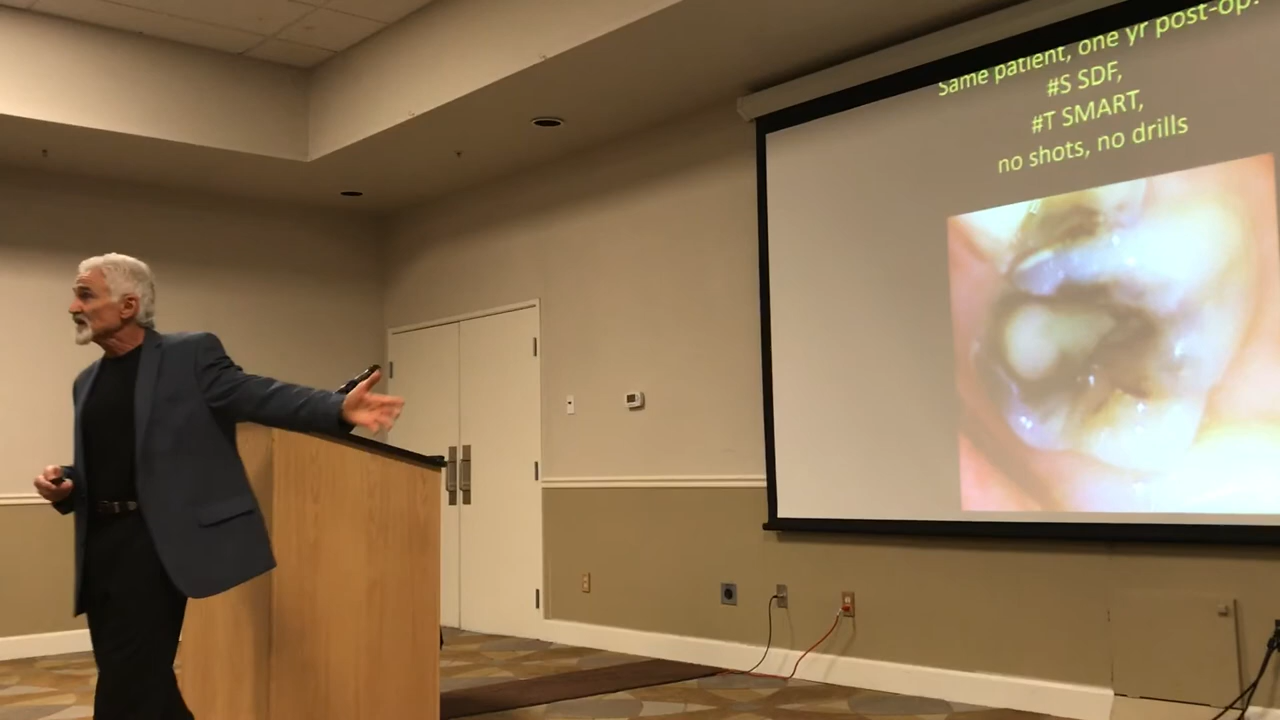 Same patient, one yr post-op.
#S SDF,
#T SMART,
no shots, no drills